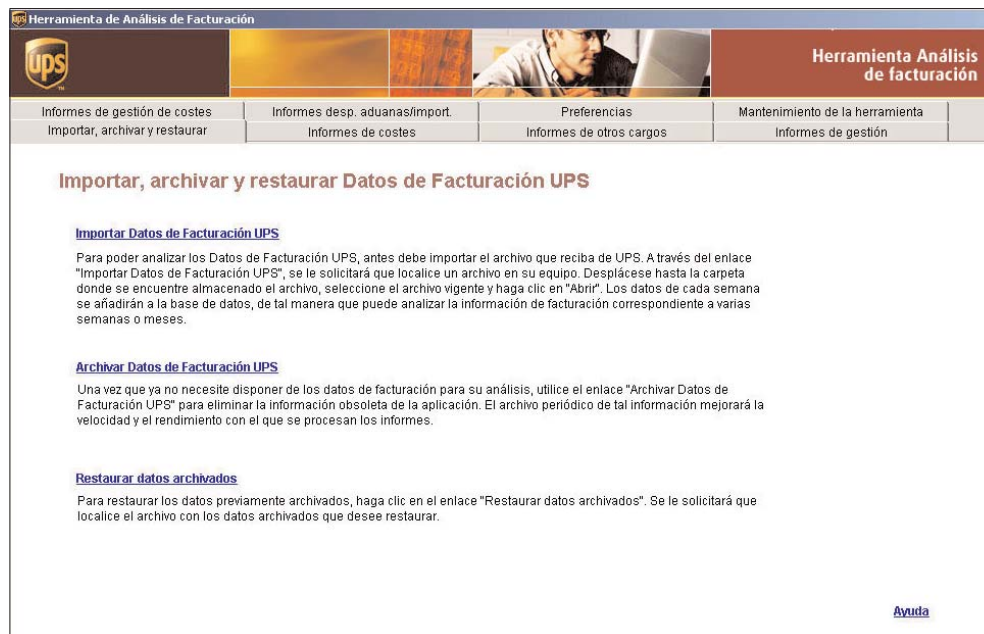 Herramienta de Análisis de Facturación
ups
Herramienta Análisis
de facturación
Informes de gestión de costes
Informes desp. aduanas/import.
Preferencias
Mantenimiento de la herramienta
Importar, archivar y restaurar
Informes de costes
Informes de otros cargos
Informes de gestión
Importar, archivar y restaurar Datos de Facturación UPS
Importar Datos de Facturación UPS
Para poder analizar los Datos de Facturación UPS, antes debe importar el archivo que reciba de UPS. A través del enlace
"Importar Datos de Facturación UPS", se le solicitará que localice un archivo en su equipo. Desplácese hasta la carpeta
donde se encuentre almacenado el archivo, seleccione el archivo vigente y haga clic en "Abrir". Los datos de cada semana
se añadirán a la base de datos, de tal manera que puede analizar la información de facturación correspondiente a varias
semanas o meses.
Archivar Datos de Facturación UPS
Una vez que ya no necesite disponer de los datos de facturación para su análisis, utilice el enlace "Archivar Datos de
Facturación UPS" para eliminar la información obsoleta de la aplicación. El archivo periódico de tal información mejorará la
velocidad y el rendimiento con el que se procesan los informes.
Restaurar datos archivados
Para restaurar los datos previamente archivados, haga clic en el enlace "Restaurar datos archivados". Se le solicitará que
localice el archivo con los datos archivados que desee restaurar.
Ayuda